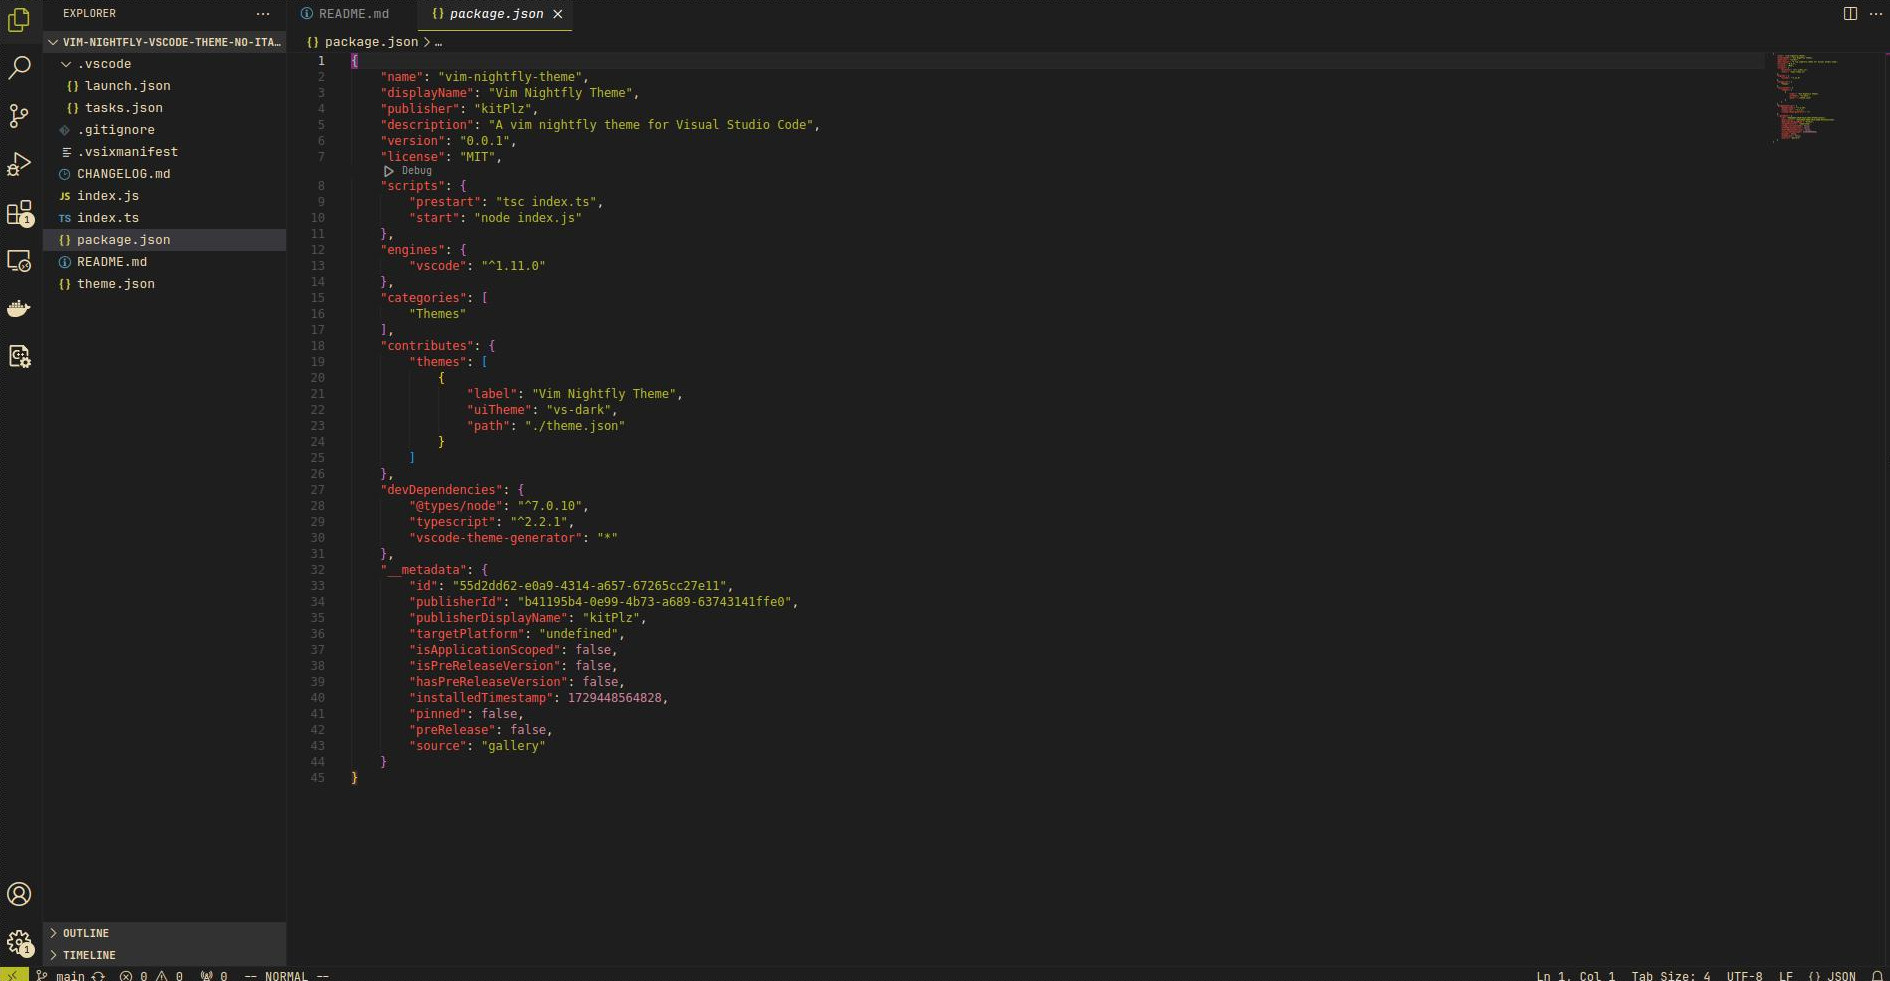 EXPLORER ...
README.md
{} package.json
VIM-NIGHTFLY-VSCODE-THEME-NO-ITA...
.vscode
{} launch.json
{} tasks.json
.gitignore
.vsixmanifest
CHANGELOG.md
JS index.js
TS index.ts
{} package.json
README.md
{} theme.json
OUTLINE
TIMELINE
1
1
{} package.json > ...
1 {
2 "name": "vim-nightfly-theme",
3 "displayName": "Vim Nightfly Theme",
4 "publisher": "kitPlz",
5 "description": "A vim nightfly theme for Visual Studio Code",
6 "version": "0.0.1",
7 "license": "MIT",
Debug
8 "scripts": {
9 "prestart": "tsc index.ts",
10 "start": "node index.js"
11 },
12 "engines": {
13 "vscode": "^1.11.0"
14 },
15 "categories": [
16 "Themes"
17 ],
18 "contributes": {
19 "themes": [
20 {
21 "label": "Vim Nightfly Theme",
22 "uiTheme": "vs-dark",
23 "path": "./theme.json"
24 }
25 ]
26 },
27 "devDependencies": {
28 "@types/node": "^7.0.10",
29 "typescript": "^2.2.1",
30 "vscode-theme-generator": "*"
31 },
32 "__metadata": {
33 "id": "55d2dd62-e0a9-4314-a657-67265cc27e11",
34 "publisherId": "b41195b4-0e99-4b73-a689-63743141ffe0",
35 "publisherDisplayName": "kitPlz",
36 "targetPlatform": "undefined",
37 "isApplicationScoped": false,
38 "isPreReleaseVersion": false,
39 "hasPreReleaseVersion": false,
40 "installedTimestamp": 1729448564828,
41 "pinned": false,
42 "preRelease": false,
43 "source": "gallery"
44 }
45 }
main 0 0 0 -- NORMAL -- Ln 1, Col 1 Tab Size: 4 UTF-8 LF {} JSON